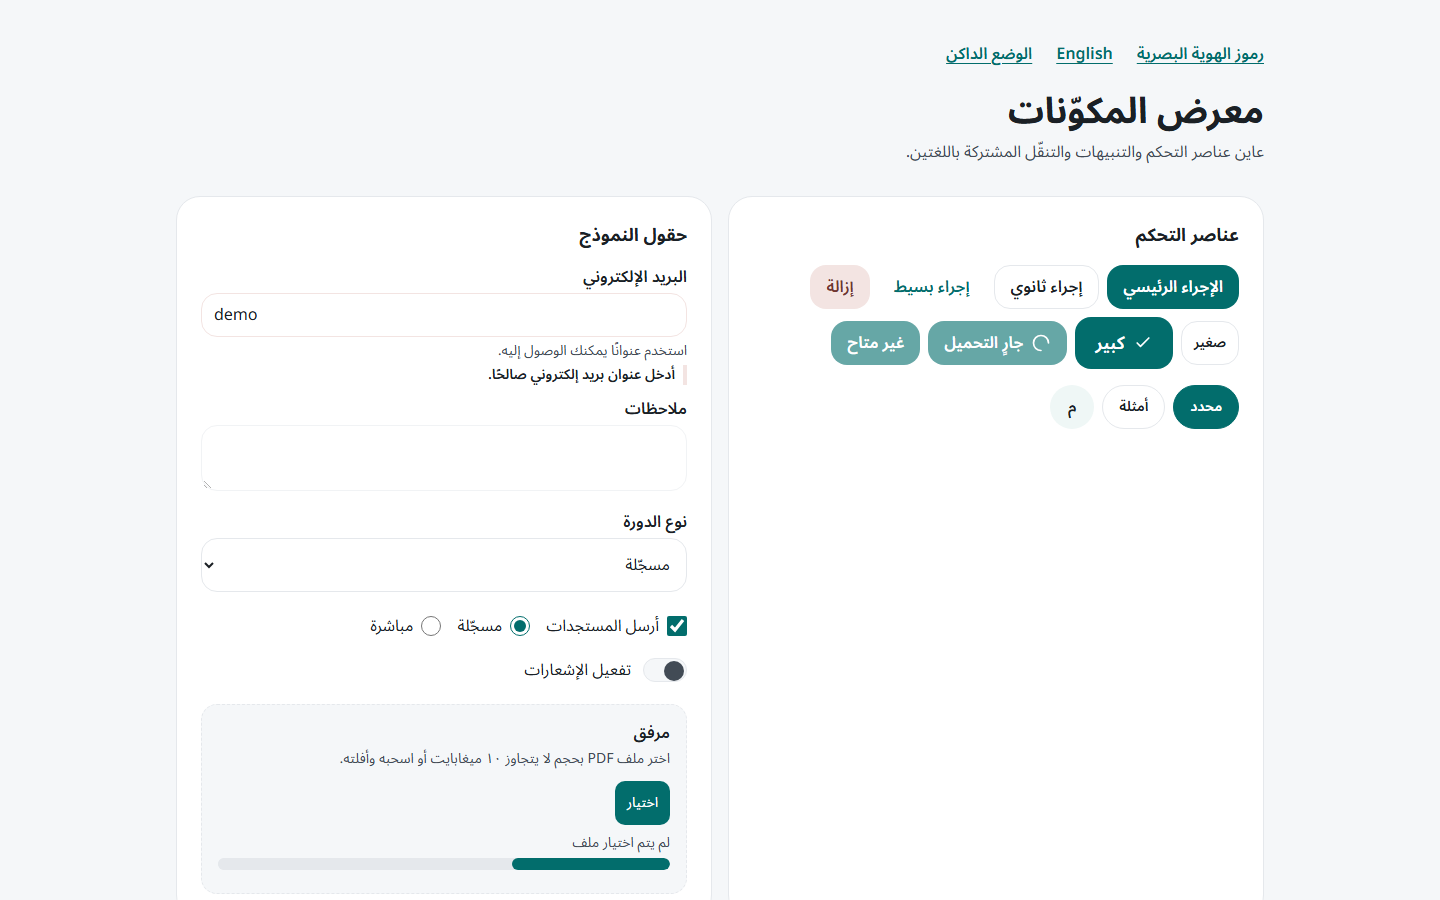 رموز الهوية البصرية English الوضع الداكن
معرض المكوّنات
عاين عناصر التحكم والتنبيهات والتنقّل المشتركة باللغتين.
عناصر التحكم
الإجراء الرئيسي إجراء ثانوي إجراء بسيط إزالة
صغير كبير جارٍ التحميل غير متاح
محدد أمثلة م
حقول النموذج
البريد الإلكتروني
demo
استخدم عنوانًا يمكنك الوصول إليه.
أدخل عنوان بريد إلكتروني صالحًا.
ملاحظات
نوع الدورة
مسجّلة
أرسل المستجدات مسجّلة مباشرة
تفعيل الإشعارات
مرفق
اختر ملف PDF بحجم لا يتجاوز ١٠ ميغابايت أو اسحبه وأفلته.
اختيار
لم يتم اختيار ملف